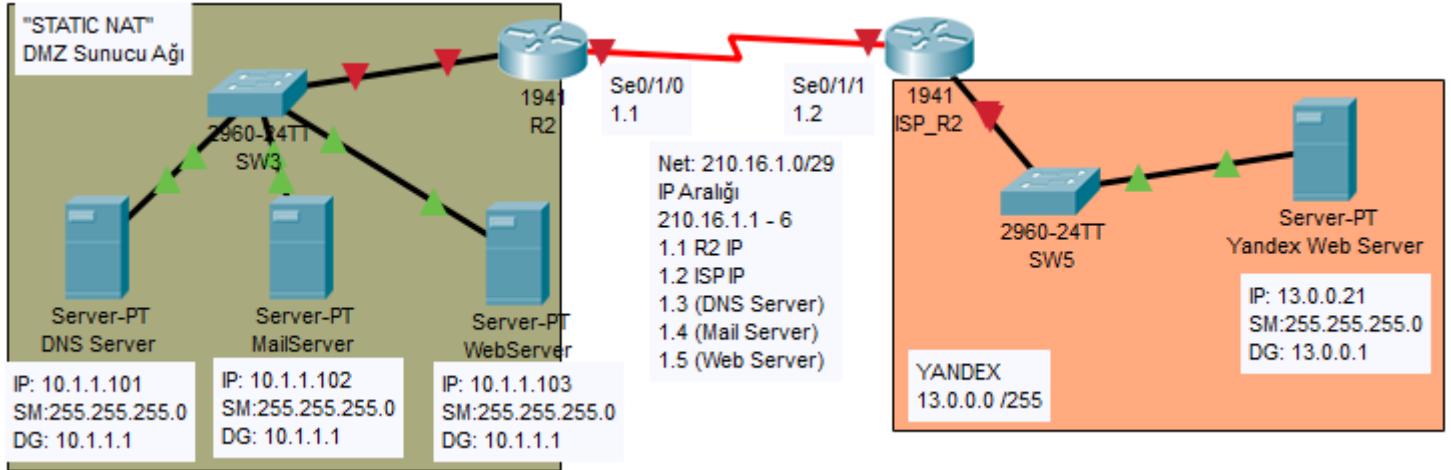 "STATIC NAT"
DMZ Sunucu Ağı
1941
R2
Se0/1/0
1.1
Se0/1/1
1.2
1941
ISP_R2
2960-24TT
SW3
Net: 210.16.1.0/29
IP Aralığı
210.16.1.1 - 6
1.1 R2 IP
1.2 ISP IP
1.3 (DNS Server)
1.4 (Mail Server)
1.5 (Web Server)
2960-24TT
SW5
Server-PT
Yandex Web Server
IP: 13.0.0.21
SM:255.255.255.0
DG: 13.0.0.1
YANDEX
13.0.0.0 /255
Server-PT
DNS Server
IP: 10.1.1.101
SM:255.255.255.0
DG: 10.1.1.1
Server-PT
MailServer
IP: 10.1.1.102
SM:255.255.255.0
DG: 10.1.1.1
Server-PT
WebServer
IP: 10.1.1.103
SM:255.255.255.0
DG: 10.1.1.1